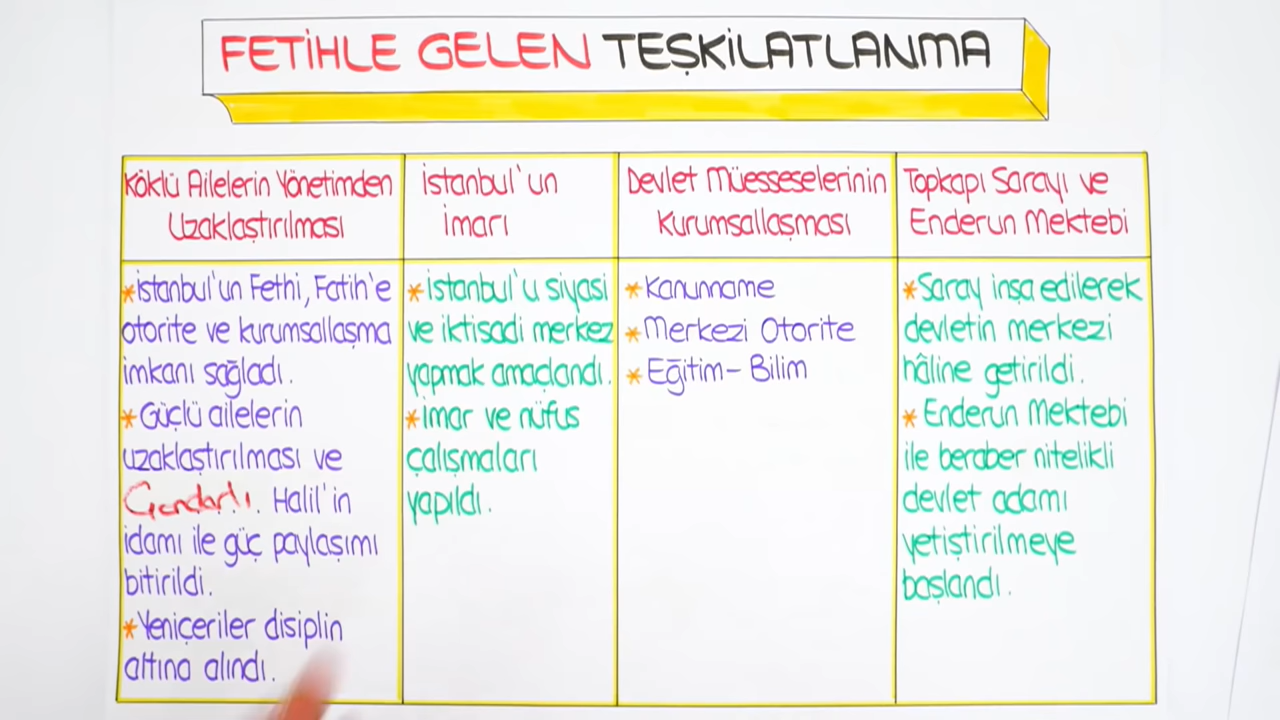 FETİHLE GELEN TEŞKİLATLANMA
Köklü Ailelerin Yönetimden
Uzaklaştırılması
*İstanbul'un Fethi, Fatih'e
otorite ve kurumsallaşma
imkanı sağladı.
*Güçlü ailelerin
uzaklaştırılması ve
Çandarlı. Halil'in
idamı ile güç paylaşımı
bitirildi.
*Yeniçeriler disiplin
altına alındı.
İstanbul'un
İmarı
*İstanbul'u siyasi
ve iktisadi merkez
yapmak amaçlandı.
*İmar ve nüfus
çalışmaları
yapıldı.
Devlet Müesseselerinin
Kurumsallaşması
*Kanunname
*Merkezi Otorite
*Eğitim-Bilim
Topkapı Sarayı ve
Enderun Mektebi
*Saray inşa edilerek
devletin merkezi
hâline getirildi.
*Enderun Mektebi
ile beraber nitelikli
devlet adamı
yetiştirilmeye
başlandı.